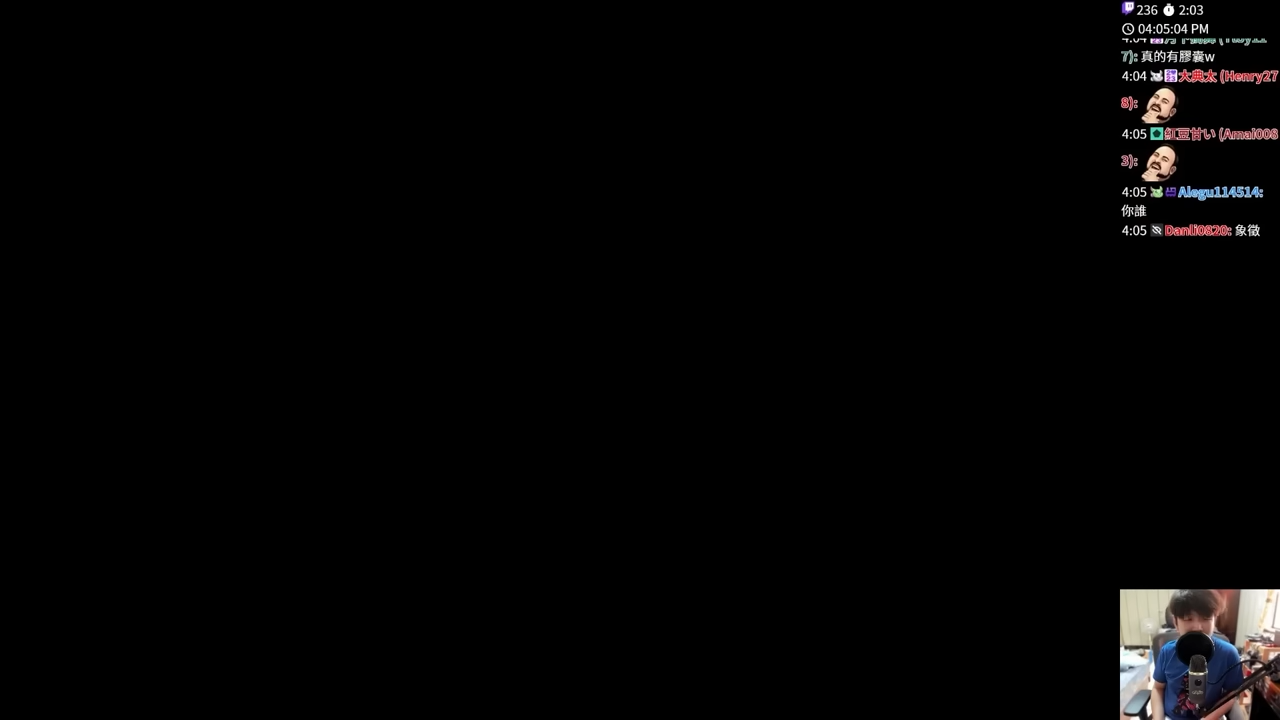 236 2:03
04:05:04 PM
7): 真的有膠囊w
4:04 大典太 (Henry27
8):
4:05 紅豆甘い (Amai008
3):
4:05 Alegu114514:
你誰
4:05 Danli0820: 象徵